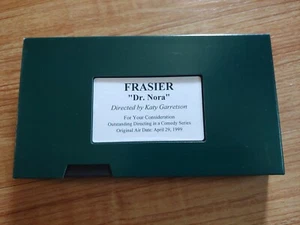 FRASIER
"Dr. Nora"
Directed by Katy Garretson
For Your Consideration
Outstanding Directing in a Comedy Series
Original Air Date: April 29, 1999